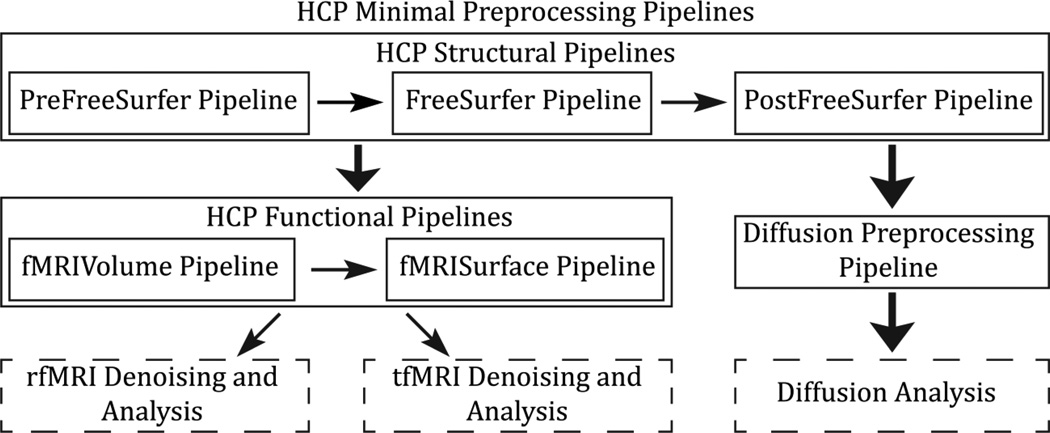 HCP Minimal Preprocessing Pipelines
HCP Structural Pipelines
PreFreeSurfer Pipeline
FreeSurfer Pipeline
PostFreeSurfer Pipeline
HCP Functional Pipelines
fMRIVolume Pipeline
fMRISurface Pipeline
Diffusion Preprocessing
Pipeline
rfMRI Denoising and
Analysis
tfMRI Denoising and
Analysis
Diffusion Analysis